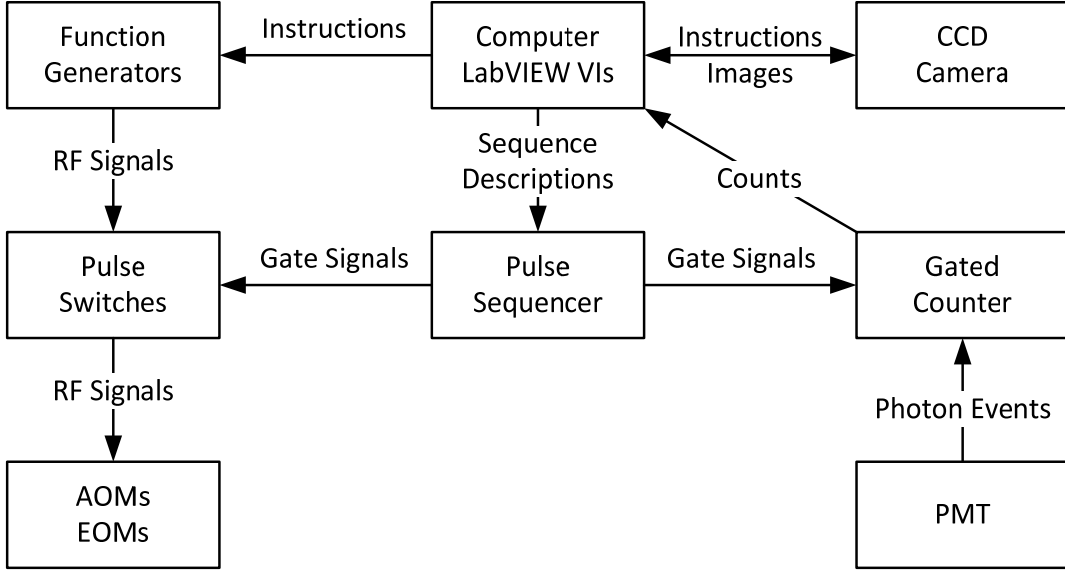 Function
Generators
Instructions
Computer
LabVIEW VIs
Instructions
Images
CCD
Camera
RF Signals
Sequence
Descriptions
Counts
Pulse
Switches
Gate Signals
Pulse
Sequencer
Gate Signals
Gated
Counter
RF Signals
Photon Events
AOMs
EOMs
PMT